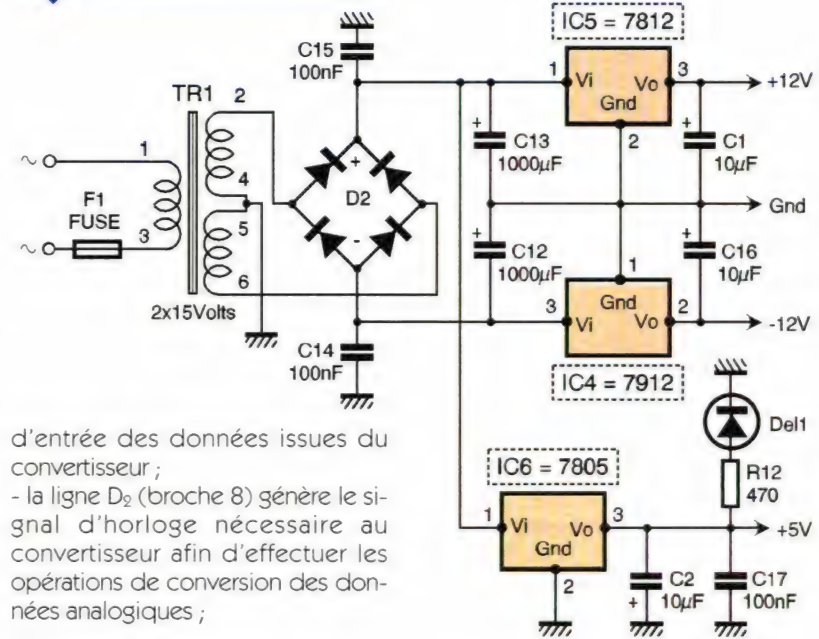 C15
100nF
IC5 = 7812
TR1
2
1
4
5
3
6
F1
FUSE
2x15Volts
+
D2
-
C14
100nF
+
C13
1000µF
+
C12
1000µF
1
Vi
Vo
3
Gnd
2
+12V
+
C1
10µF
Gnd
+
C16
10µF
1
Gnd
3
Vi
Vo
2
-12V
IC4 = 7912
Del1
R12
470
IC6 = 7805
1
Vi
Vo
3
Gnd
2
+5V
C2
10µF
+
C17
100nF
d'entrée des données issues du
convertisseur ;
- la ligne D₂ (broche 8) génère le si-
gnal d'horloge nécessaire au
convertisseur afin d'effectuer les
opérations de conversion des don-
nées analogiques ;